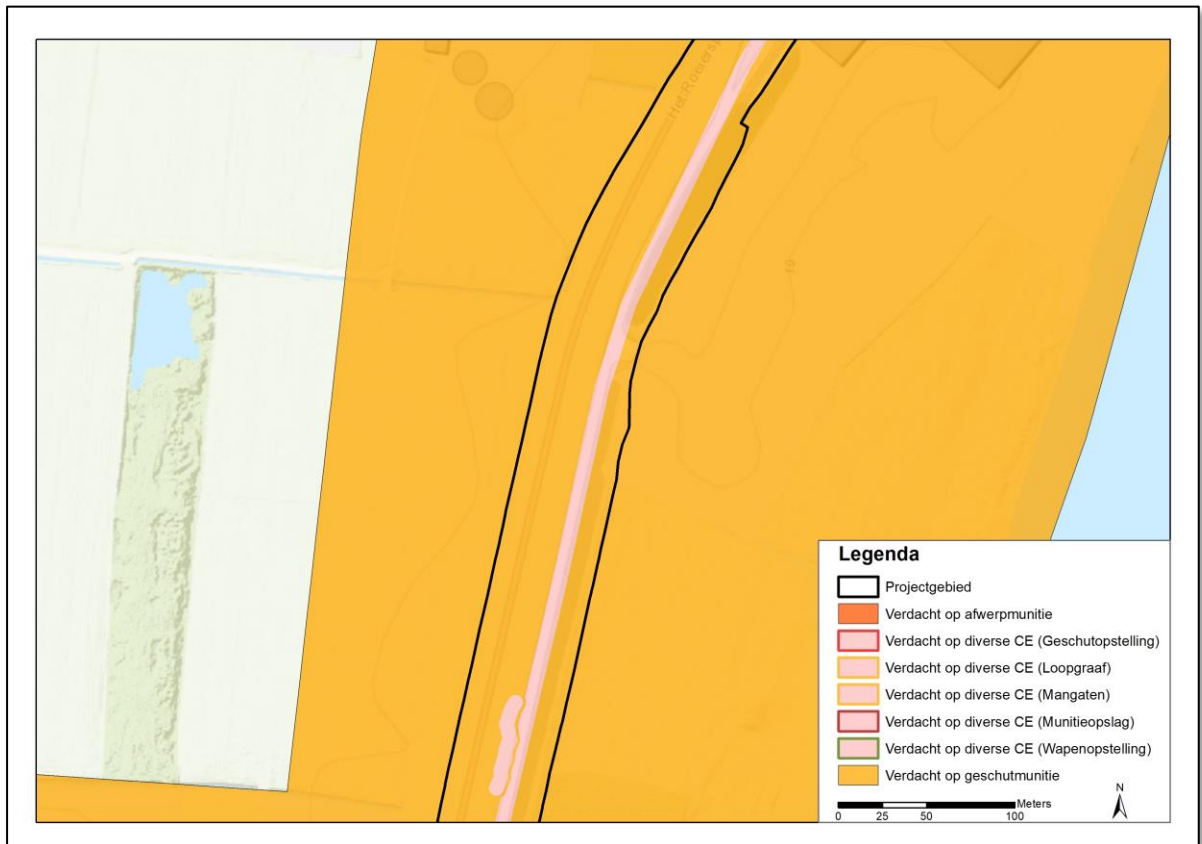 10
Legenda
Projectgebied
Verdacht op afwerpmunitie
Verdacht op diverse CE (Geschutopstelling)
Verdacht op diverse CE (Loopgraaf)
Verdacht op diverse CE (Mangaten)
Verdacht op diverse CE (Munitieopslag)
Verdacht op diverse CE (Wapenopstelling)
Verdacht op geschutmunitie
Meters
0 25 50 100
N